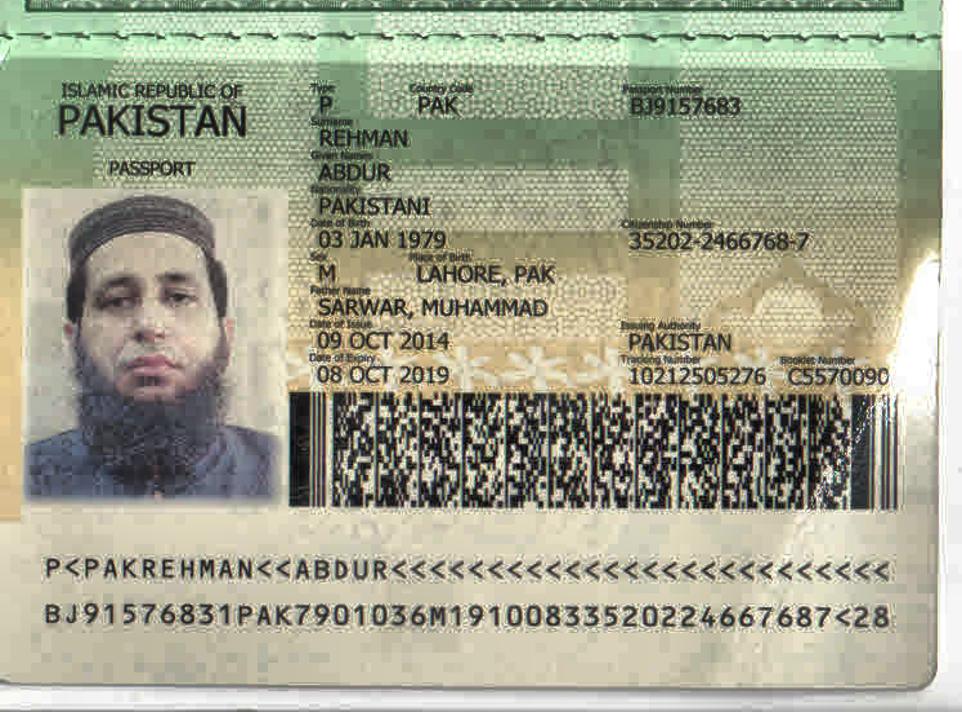 ISLAMIC REPUBLIC OF
PAKISTAN
PASSPORT
Type Country Code Passport Number
P PAK BJ9157683
Surname
REHMAN
Given Names
ABDUR
Nationality
PAKISTANI
Date of Birth Citizenship Number
03 JAN 1979 35202-2466768-7
Sex Place of Birth
M LAHORE, PAK
Father Name
SARWAR, MUHAMMAD
Date of Issue Issuing Authority
09 OCT 2014 PAKISTAN
Date of Expiry Tracking Number Booklet Number
08 OCT 2019 10212505276 C5570090
P<PAKREHMAN<<ABDUR<<<<<<<<<<<<<<<<<<<<<<<<<<
BJ91576831PAK7901036M19100833520224667687<28